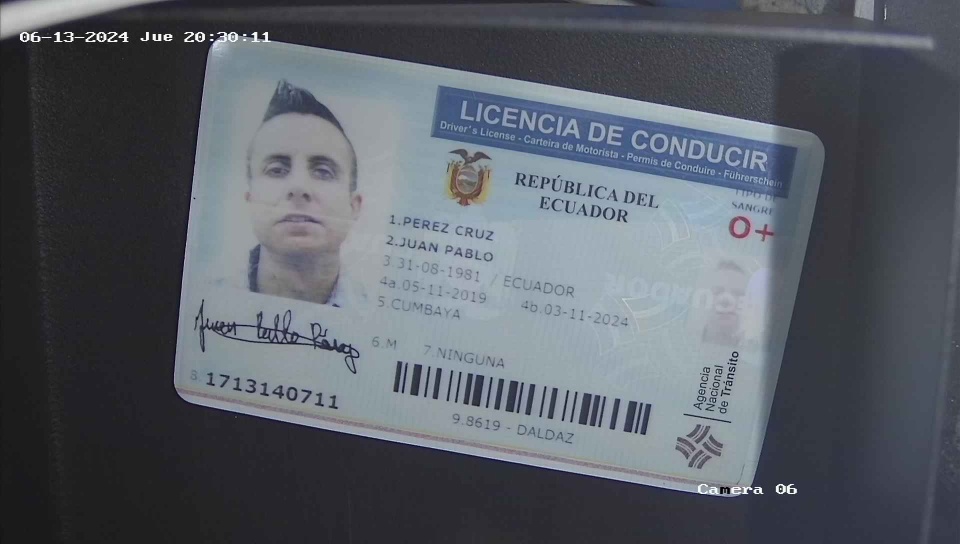 06-13-2024 Jue 20:30:11
LICENCIA DE CONDUCIR
Driver's License - Carteira de Motorista - Permis de Conduire - Führerschein
REPÚBLICA DEL
ECUADOR
TIPO DE
SANGRE
O+
1.PEREZ CRUZ
2.JUAN PABLO
3.31-08-1981 / ECUADOR
4a.05-11-2019 4b.03-11-2024
5.CUMBAYA
6.M 7.NINGUNA
Juan Pablo Pérez
8.1713140711
9.8619 - DALDAZ
Agencia
Nacional
de Tránsito
Camera 06